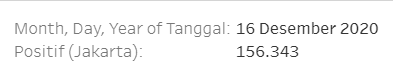 Month, Day, Year of Tanggal: 16 Desember 2020
Positif (Jakarta): 156.343